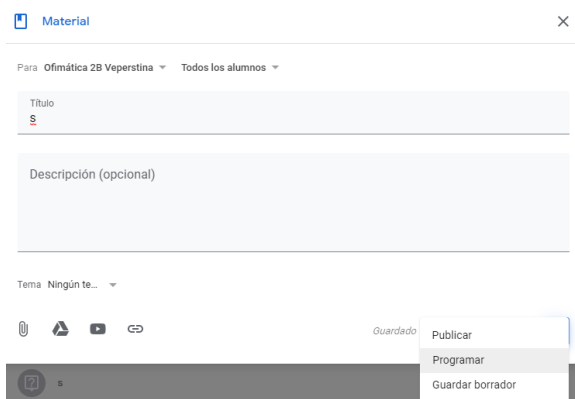 Material
Para Ofimática 2B Veperstina Todos los alumnos
Título
s
Descripción (opcional)
Tema Ningún te...
Guardado
Publicar
Programar
Guardar borrador
s